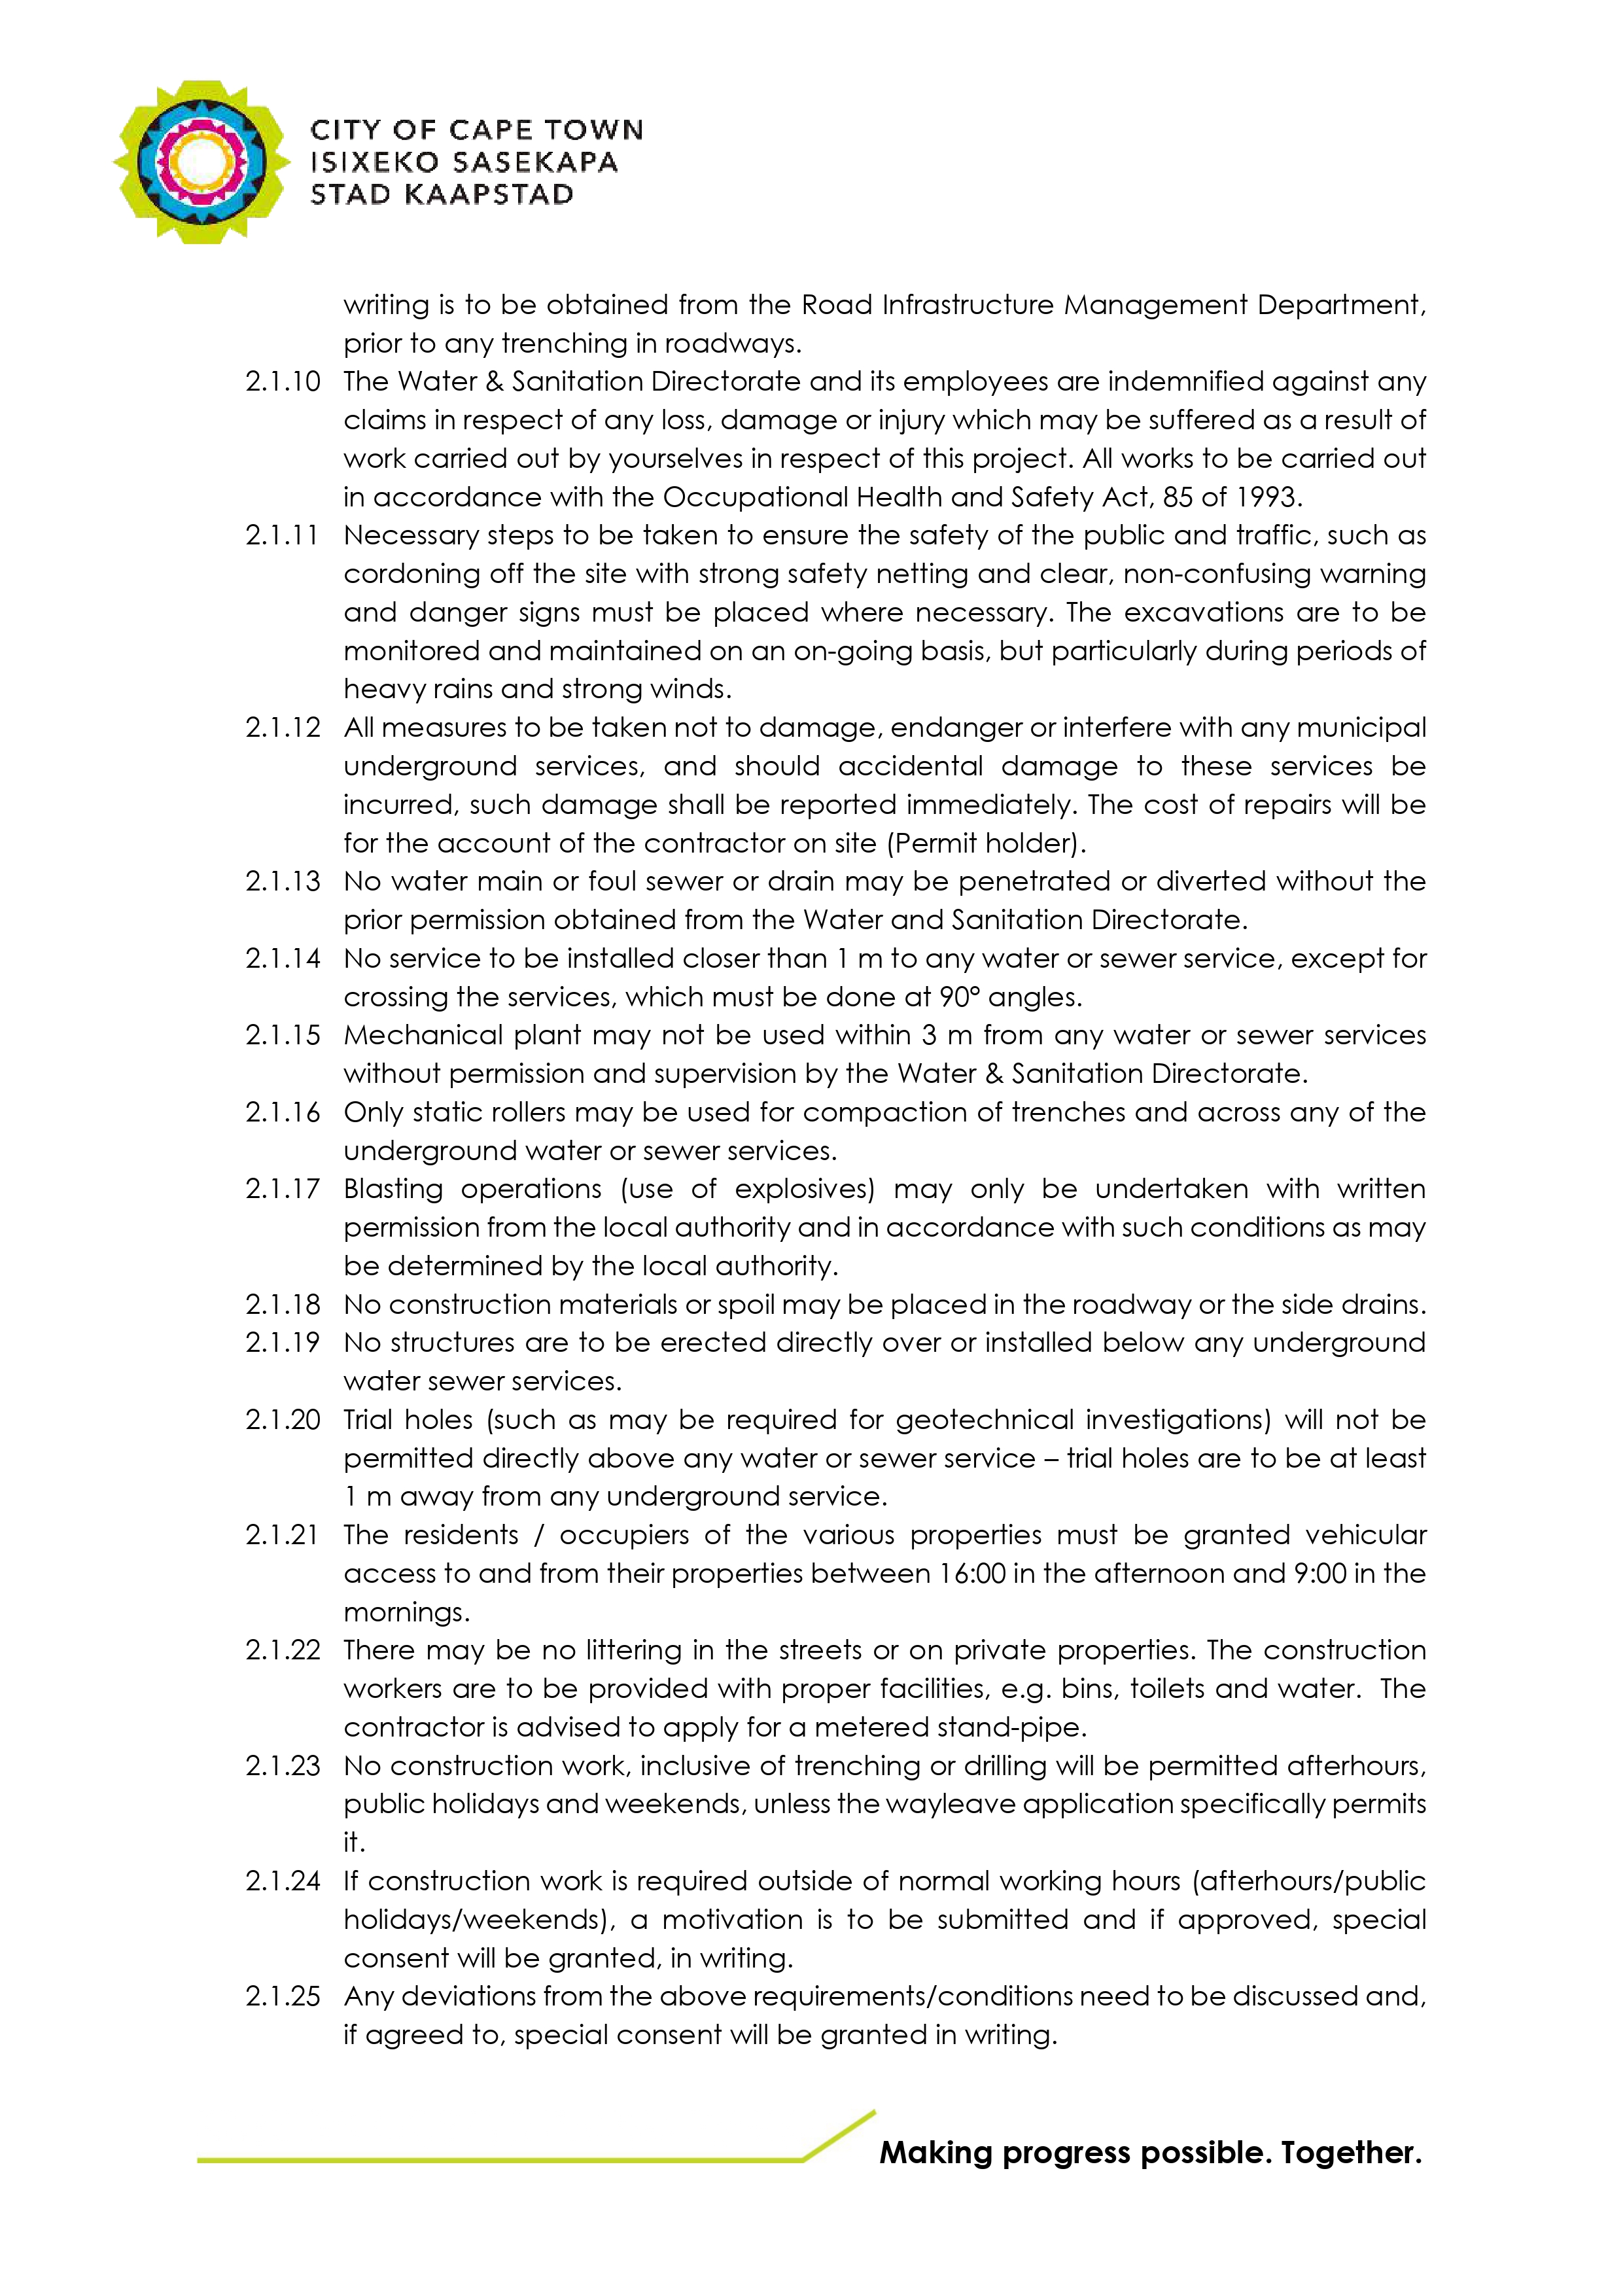 CITY OF CAPE TOWN
ISIXEKO SASEKAPA
STAD KAAPSTAD
writing is to be obtained from the Road Infrastructure Management Department,
prior to any trenching in roadways.
2.1.10 The Water & Sanitation Directorate and its employees are indemnified against any
claims in respect of any loss, damage or injury which may be suffered as a result of
work carried out by yourselves in respect of this project. All works to be carried out
in accordance with the Occupational Health and Safety Act, 85 of 1993.
2.1.11 Necessary steps to be taken to ensure the safety of the public and traffic, such as
cordoning off the site with strong safety netting and clear, non-confusing warning
and danger signs must be placed where necessary. The excavations are to be
monitored and maintained on an on-going basis, but particularly during periods of
heavy rains and strong winds.
2.1.12 All measures to be taken not to damage, endanger or interfere with any municipal
underground services, and should accidental damage to these services be
incurred, such damage shall be reported immediately. The cost of repairs will be
for the account of the contractor on site (Permit holder).
2.1.13 No water main or foul sewer or drain may be penetrated or diverted without the
prior permission obtained from the Water and Sanitation Directorate.
2.1.14 No service to be installed closer than 1 m to any water or sewer service, except for
crossing the services, which must be done at 90° angles.
2.1.15 Mechanical plant may not be used within 3 m from any water or sewer services
without permission and supervision by the Water & Sanitation Directorate.
2.1.16 Only static rollers may be used for compaction of trenches and across any of the
underground water or sewer services.
2.1.17 Blasting operations (use of explosives) may only be undertaken with written
permission from the local authority and in accordance with such conditions as may
be determined by the local authority.
2.1.18 No construction materials or spoil may be placed in the roadway or the side drains.
2.1.19 No structures are to be erected directly over or installed below any underground
water sewer services.
2.1.20 Trial holes (such as may be required for geotechnical investigations) will not be
permitted directly above any water or sewer service – trial holes are to be at least
1 m away from any underground service.
2.1.21 The residents / occupiers of the various properties must be granted vehicular
access to and from their properties between 16:00 in the afternoon and 9:00 in the
mornings.
2.1.22 There may be no littering in the streets or on private properties. The construction
workers are to be provided with proper facilities, e.g. bins, toilets and water. The
contractor is advised to apply for a metered stand-pipe.
2.1.23 No construction work, inclusive of trenching or drilling will be permitted afterhours,
public holidays and weekends, unless the wayleave application specifically permits
it.
2.1.24 If construction work is required outside of normal working hours (afterhours/public
holidays/weekends), a motivation is to be submitted and if approved, special
consent will be granted, in writing.
2.1.25 Any deviations from the above requirements/conditions need to be discussed and,
if agreed to, special consent will be granted in writing.
Making progress possible. Together.